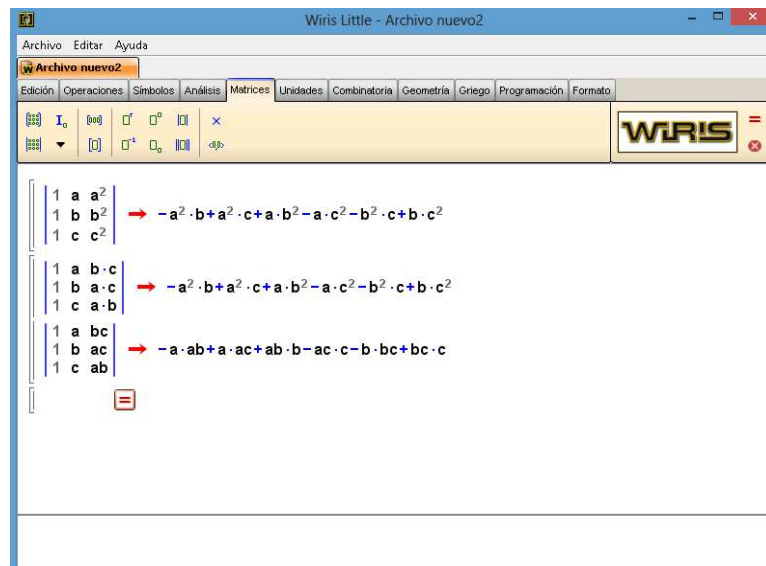 Wiris Little - Archivo nuevo2
Archivo Editar Ayuda
Archivo nuevo2
Edición Operaciones Símbolos Análisis Matrices Unidades Combinatoria Geometría Griego Programación Formato
WIRIS =
|1 a a²|
|1 b b²| → -a²·b+a²·c+a·b²-a·c²-b²·c+b·c²
|1 c c²|
|1 a b·c|
|1 b a·c| → -a²·b+a²·c+a·b²-a·c²-b²·c+b·c²
|1 c a·b|
|1 a bc|
|1 b ac| → -a·ab+a·ac+ab·b-ac·c-b·bc+bc·c
|1 c ab|
=